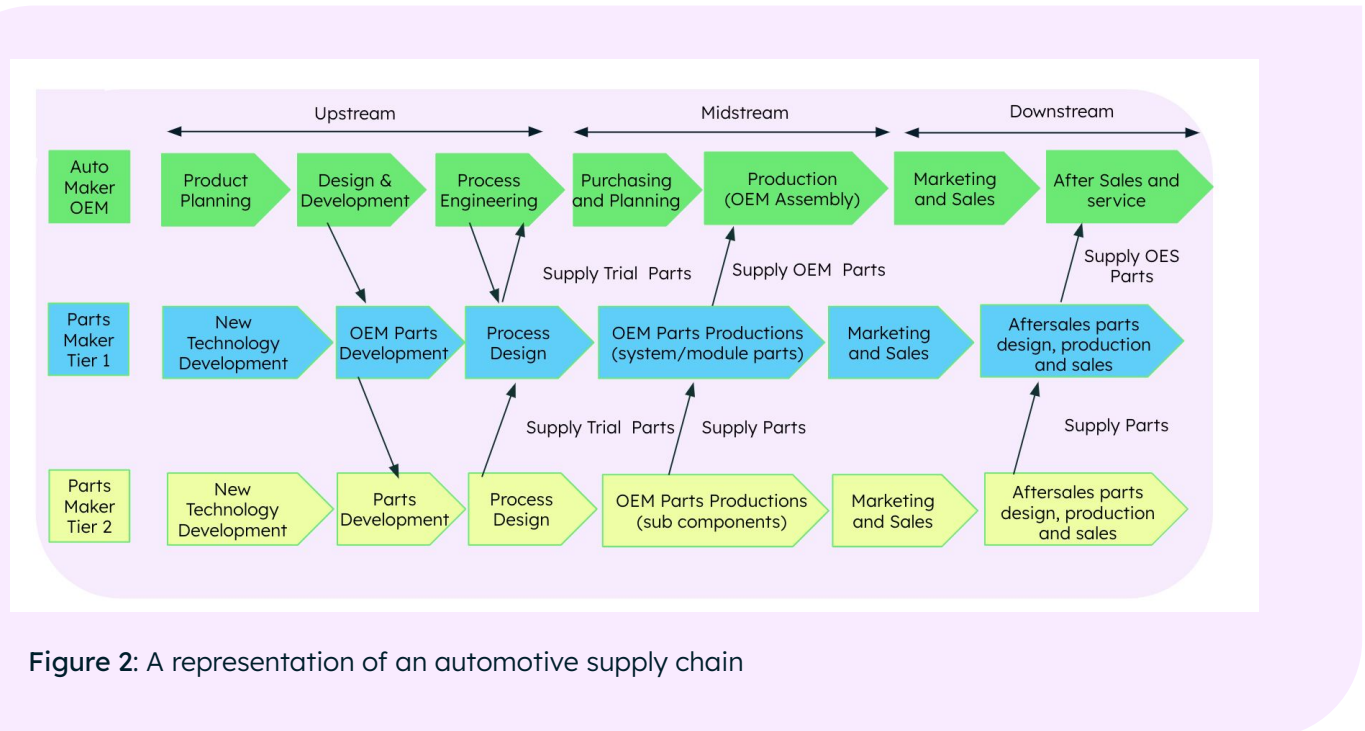 Upstream
Midstream
Downstream
Auto
Maker
OEM
Product
Planning
Design &
Development
Process
Engineering
Purchasing
and Planning
Production
(OEM Assembly)
Marketing
and Sales
After Sales and
service
Supply Trial Parts
Supply OEM Parts
Supply OES
Parts
Parts
Maker
Tier 1
New
Technology
Development
OEM Parts
Development
Process
Design
OEM Parts Productions
(system/module parts)
Marketing
and Sales
Aftersales parts
design, production
and sales
Supply Trial Parts
Supply Parts
Supply Parts
Parts
Maker
Tier 2
New
Technology
Development
Parts
Development
Process
Design
OEM Parts Productions
(sub components)
Marketing
and Sales
Aftersales parts
design, production
and sales
Figure 2: A representation of an automotive supply chain